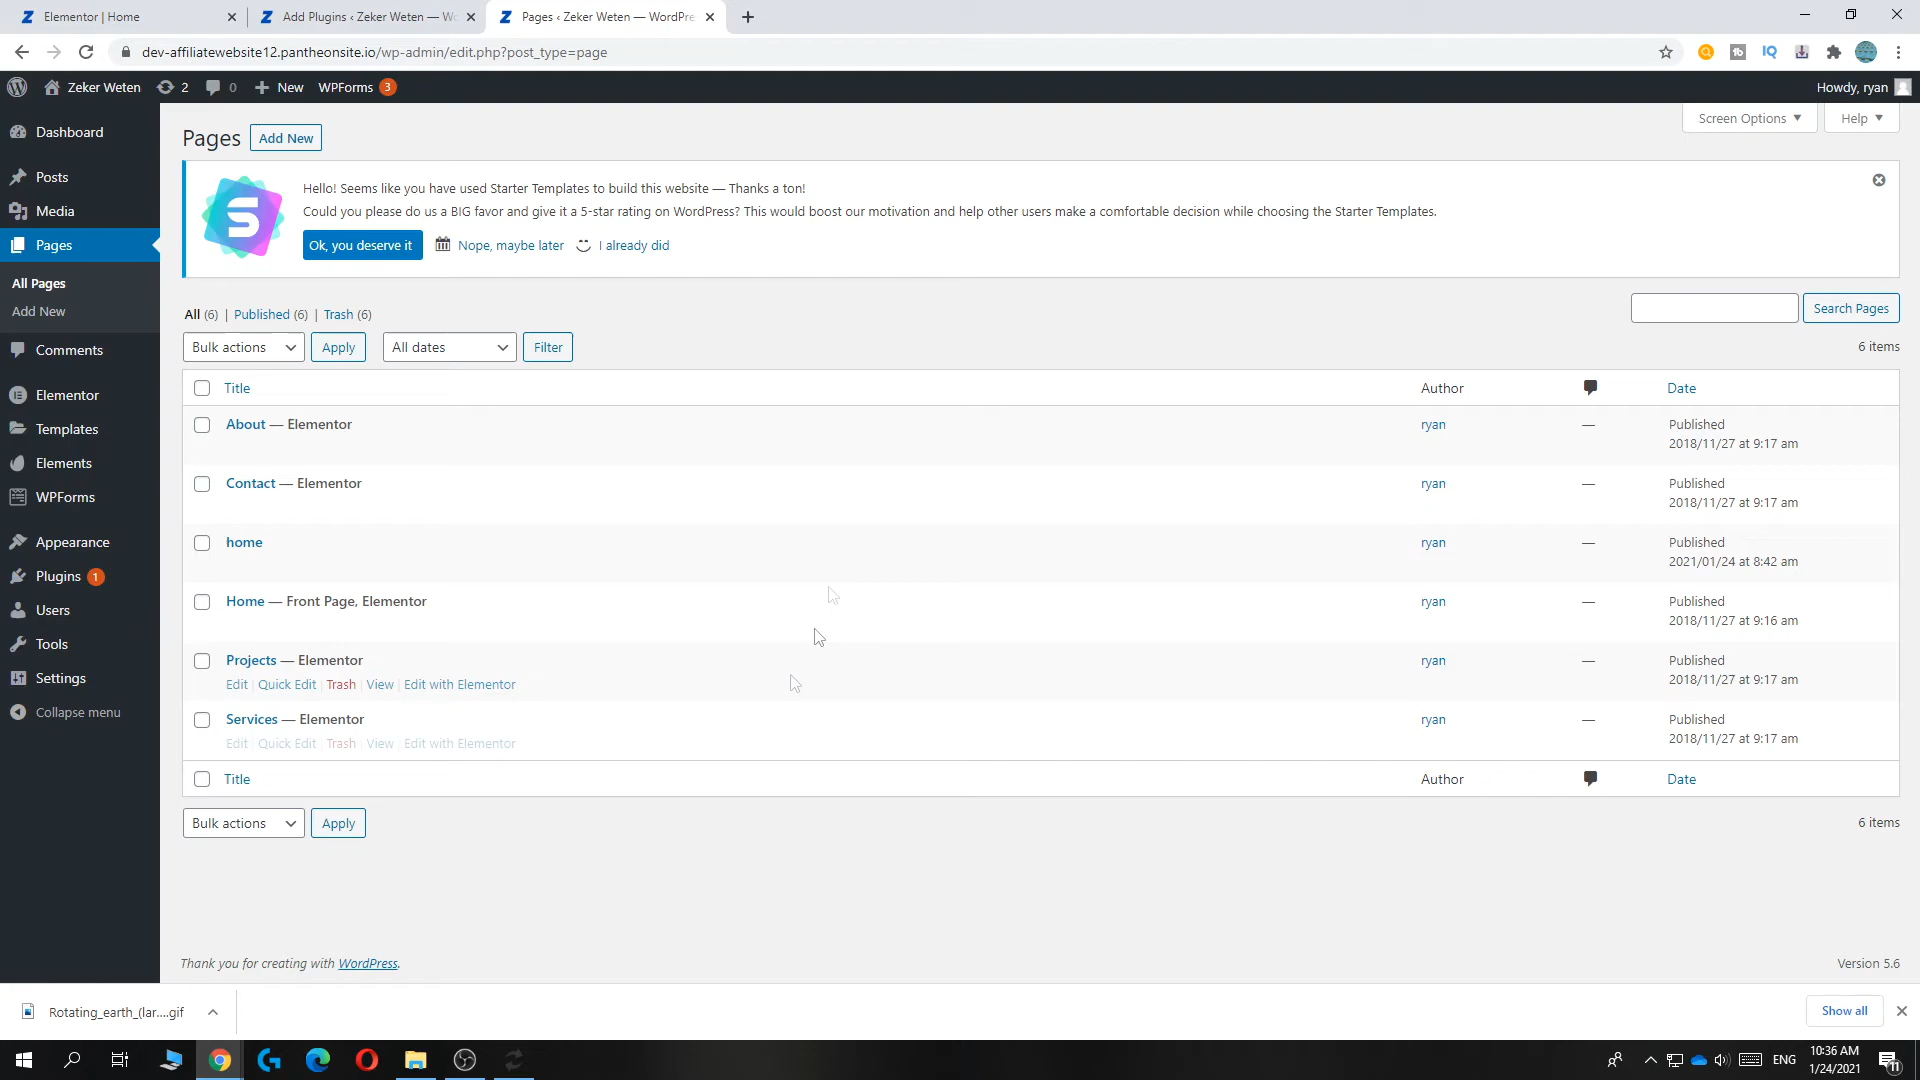 Elementor | Home
Add Plugins ‹ Zeker Weten — Wo
Pages ‹ Zeker Weten — WordPre
dev-affiliatewebsite12.pantheonsite.io/wp-admin/edit.php?post_type=page
Zeker Weten 2 0 New WPForms 3 Howdy, ryan
Screen Options Help
Dashboard
Posts
Media
Pages
All Pages
Add New
Comments
Elementor
Templates
Elements
WPForms
Appearance
Plugins 1
Users
Tools
Settings
Collapse menu
Pages Add New
Hello! Seems like you have used Starter Templates to build this website — Thanks a ton!
Could you please do us a BIG favor and give it a 5-star rating on WordPress? This would boost our motivation and help other users make a comfortable decision while choosing the Starter Templates.
Ok, you deserve it Nope, maybe later I already did
All (6) | Published (6) | Trash (6)
Search Pages
Bulk actions Apply All dates Filter 6 items
Title Author Date
About — Elementor ryan — Published
2018/11/27 at 9:17 am
Contact — Elementor ryan — Published
2018/11/27 at 9:17 am
home ryan — Published
2021/01/24 at 8:42 am
Home — Front Page, Elementor ryan — Published
2018/11/27 at 9:16 am
Projects — Elementor ryan — Published
Edit | Quick Edit | Trash | View | Edit with Elementor 2018/11/27 at 9:17 am
Services — Elementor ryan — Published
Edit | Quick Edit | Trash | View | Edit with Elementor 2018/11/27 at 9:17 am
Title Author Date
Bulk actions Apply 6 items
Thank you for creating with WordPress. Version 5.6
Rotating_earth_(lar....gif Show all
ENG 10:36 AM
1/24/2021
11